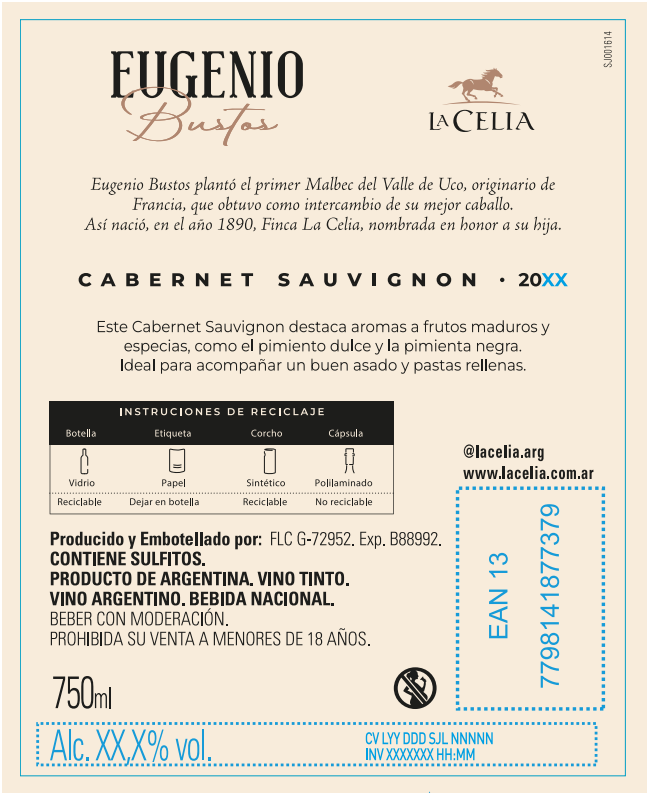 SJ001614
EUGENIO
Bustos
LA CELIA
Eugenio Bustos plantó el primer Malbec del Valle de Uco, originario de
Francia, que obtuvo como intercambio de su mejor caballo.
Así nació, en el año 1890, Finca La Celia, nombrada en honor a su hija.
CABERNET SAUVIGNON · 20XX
Este Cabernet Sauvignon destaca aromas a frutos maduros y
especias, como el pimiento dulce y la pimienta negra.
Ideal para acompañar un buen asado y pastas rellenas.
INSTRUCIONES DE RECICLAJE
Botella Etiqueta Corcho Cápsula
Vidrio Papel Sintético Polilaminado
Reciclable Dejar en botella Reciclable No reciclable
@lacelia.arg
www.lacelia.com.ar
Producido y Embotellado por: FLC G-72952. Exp. B88992.
CONTIENE SULFITOS.
PRODUCTO DE ARGENTINA. VINO TINTO.
VINO ARGENTINO. BEBIDA NACIONAL.
BEBER CON MODERACIÓN.
PROHIBIDA SU VENTA A MENORES DE 18 AÑOS.
EAN 13
7798141877379
750ml
Alc. XX,X% vol.
CV LYY DDD SJL NNNNN
INV XXXXXXX HH:MM